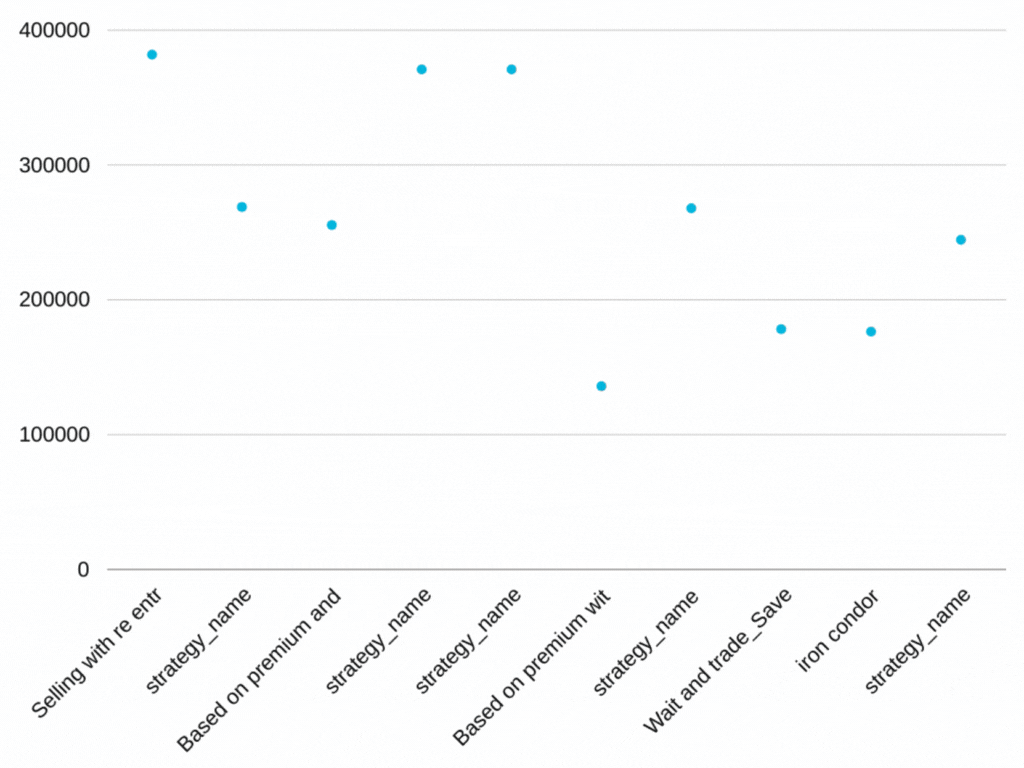 400000
300000
200000
100000
0
Selling with re entr
strategy_name
Based on premium and
strategy_name
strategy_name
Based on premium wit
strategy_name
Wait and trade_Save
iron condor
strategy_name